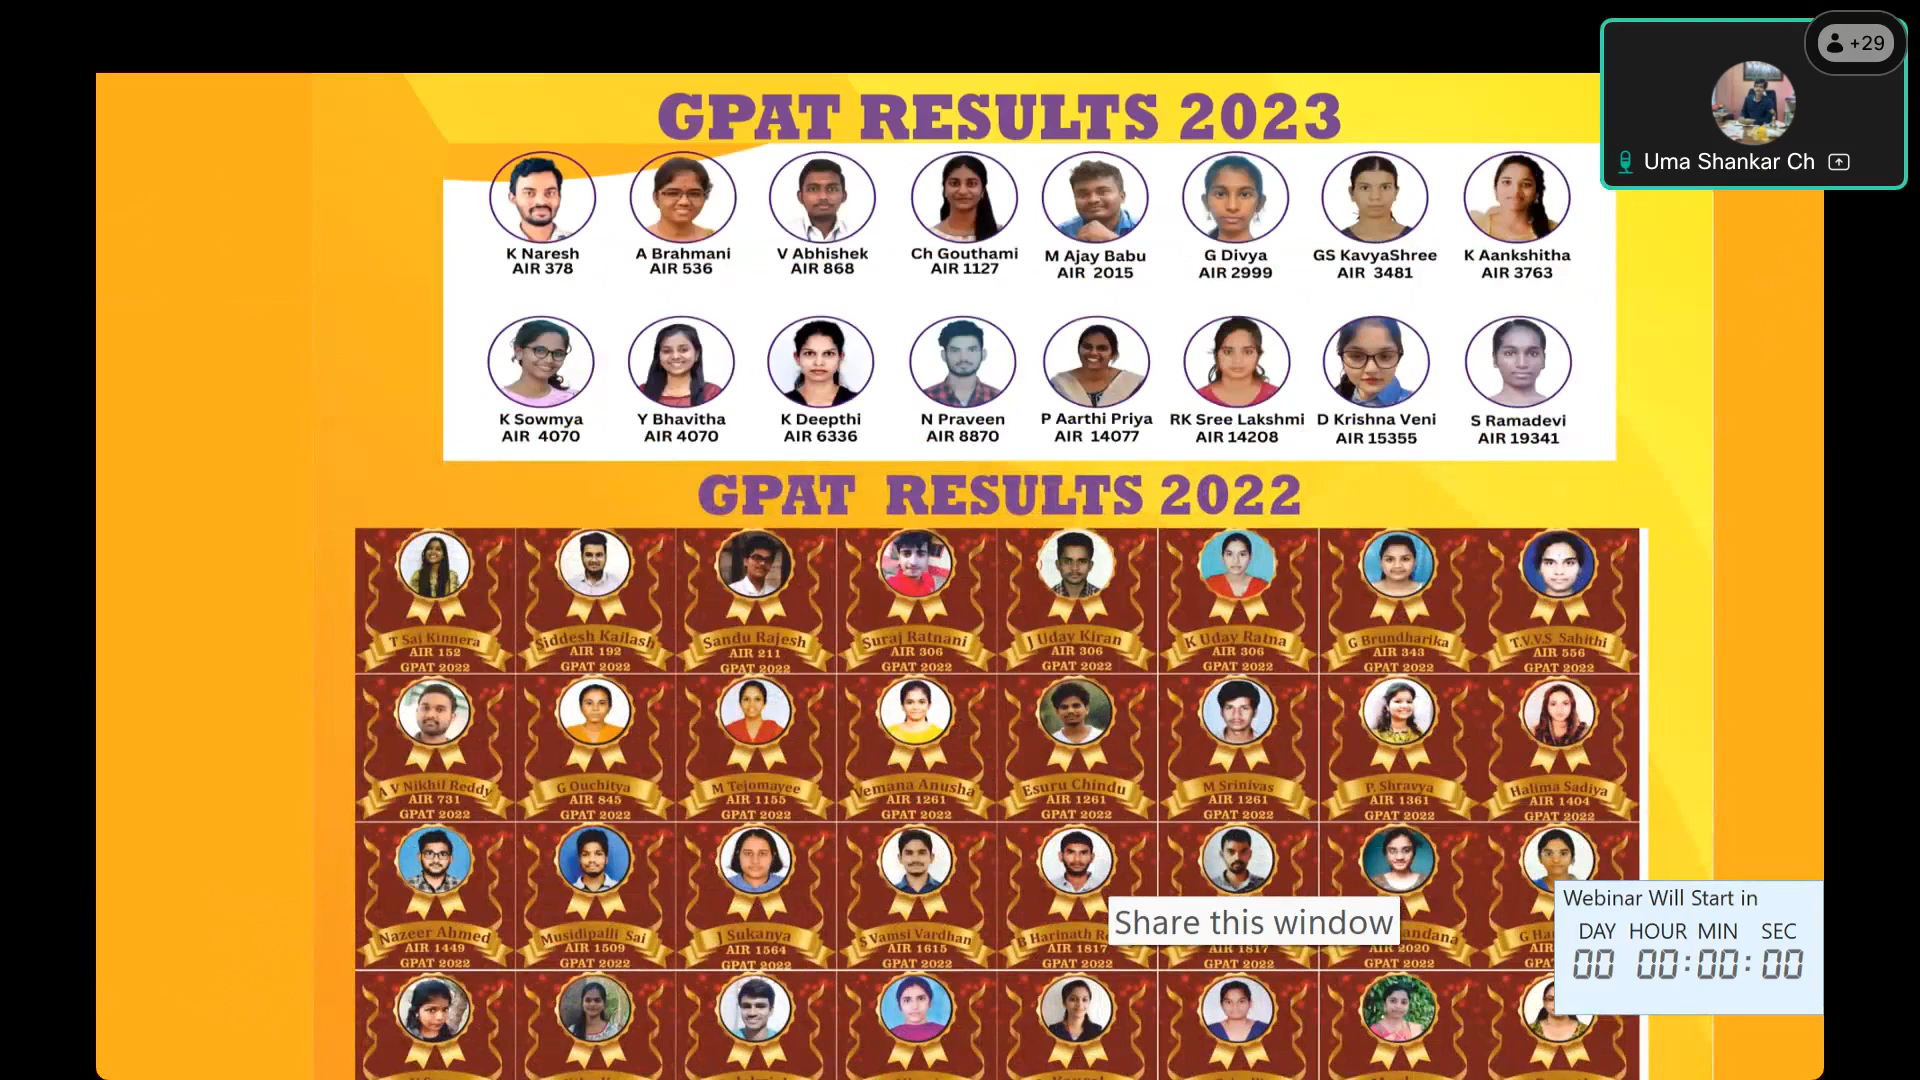 +29
Uma Shankar Ch
GPAT RESULTS 2023
K Naresh A Brahmani V Abhishek Ch Gouthami M Ajay Babu G Divya GS KavyaShree K Aankshitha
AIR 378 AIR 536 AIR 868 AIR 1127 AIR 2015 AIR 2999 AIR 3481 AIR 3763
K Sowmya Y Bhavitha K Deepthi N Praveen P Aarthi Priya RK Sree Lakshmi D Krishna Veni S Ramadevi
AIR 4070 AIR 4070 AIR 6336 AIR 8870 AIR 14077 AIR 14208 AIR 15355 AIR 19341
GPAT RESULTS 2022
T Sai Kinnera Siddesh Kailash Sandu Rajesh Suraj Ratnani J Uday Kiran K Uday Ratna G Brundharika T.V.V.S Sahithi
AIR 152 AIR 192 AIR 211 AIR 306 AIR 306 AIR 306 AIR 343 AIR 556
GPAT 2022 GPAT 2022 GPAT 2022 GPAT 2022 GPAT 2022 GPAT 2022 GPAT 2022 GPAT 2022
A V Nikhil Reddy G Ouchitya M Tejomayee Vemana Anusha Esuru Chindu M Srinivas P. Shravya Halima Sadiya
AIR 731 AIR 845 AIR 1155 AIR 1261 AIR 1261 AIR 1261 AIR 1361 AIR 1404
GPAT 2022 GPAT 2022 GPAT 2022 GPAT 2022 GPAT 2022 GPAT 2022 GPAT 2022 GPAT 2022
Nazeer Ahmed Musidipalli Sai J Sukanya S Vamsi Vardhan B Harinath
AIR 1449 AIR 1509 AIR 1564 AIR 1615 AIR 1817 AIR 1817 AIR 2020
GPAT 2022 GPAT 2022 GPAT 2022 GPAT 2022 GPAT 2022 GPAT 2022 GPAT 2022
Share this window
Webinar Will Start in
DAY HOUR MIN SEC
00 00:00:00